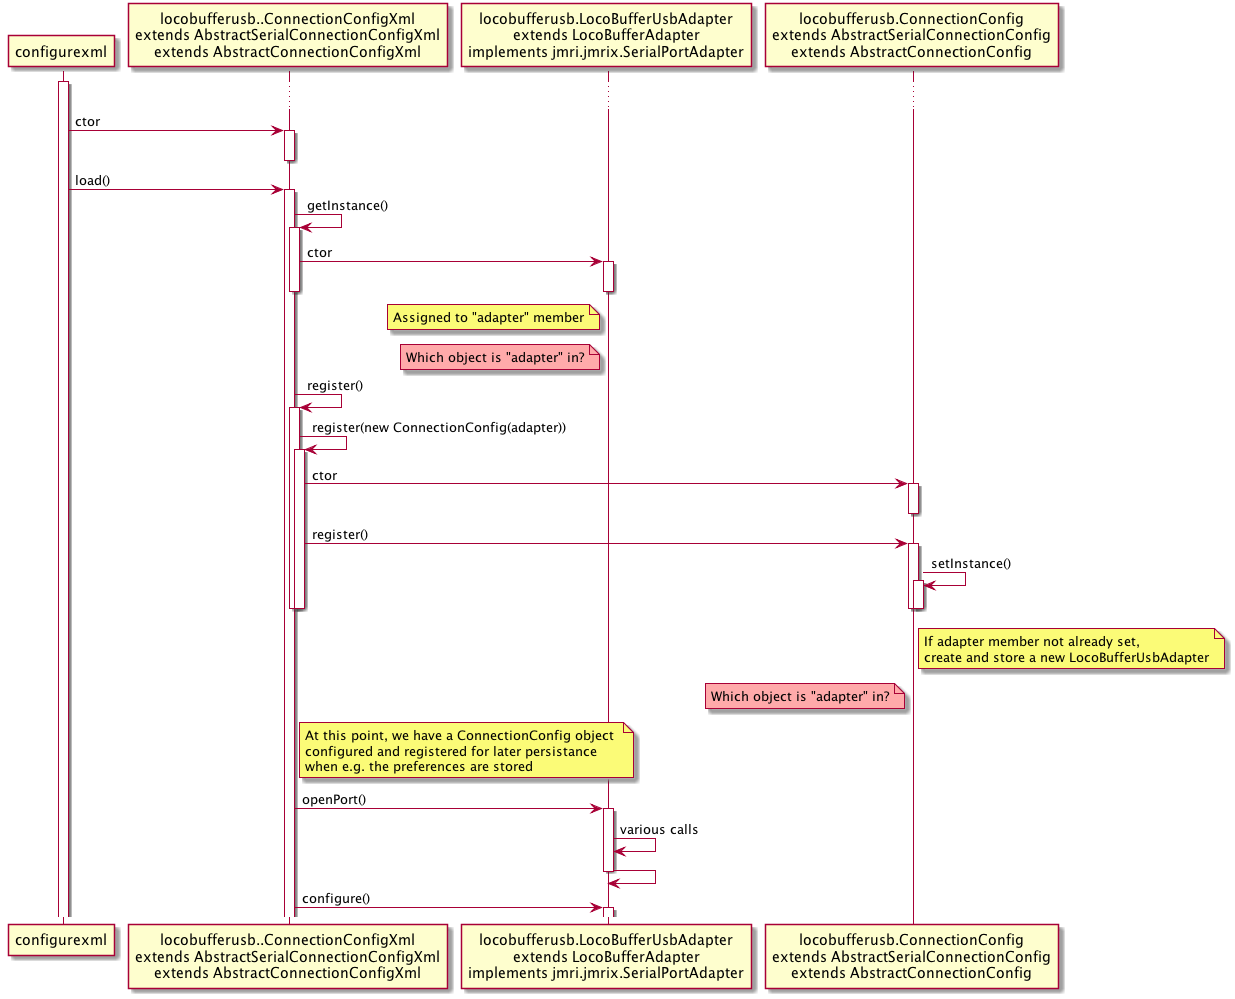 configurexml
locobufferusb..ConnectionConfigXml
extends AbstractSerialConnectionConfigXml
extends AbstractConnectionConfigXml
locobufferusb.LocoBufferUsbAdapter
extends LocoBufferAdapter
implements jmri.jmrix.SerialPortAdapter
locobufferusb.ConnectionConfig
extends AbstractSerialConnectionConfig
extends AbstractConnectionConfig
ctor
load()
getInstance()
ctor
Assigned to "adapter" member
Which object is "adapter" in?
register()
register(new ConnectionConfig(adapter))
ctor
register()
setInstance()
If adapter member not already set,
create and store a new LocoBufferUsbAdapter
Which object is "adapter" in?
At this point, we have a ConnectionConfig object
configured and registered for later persistance
when e.g. the preferences are stored
openPort()
various calls
configure()
configurexml
locobufferusb..ConnectionConfigXml
extends AbstractSerialConnectionConfigXml
extends AbstractConnectionConfigXml
locobufferusb.LocoBufferUsbAdapter
extends LocoBufferAdapter
implements jmri.jmrix.SerialPortAdapter
locobufferusb.ConnectionConfig
extends AbstractSerialConnectionConfig
extends AbstractConnectionConfig